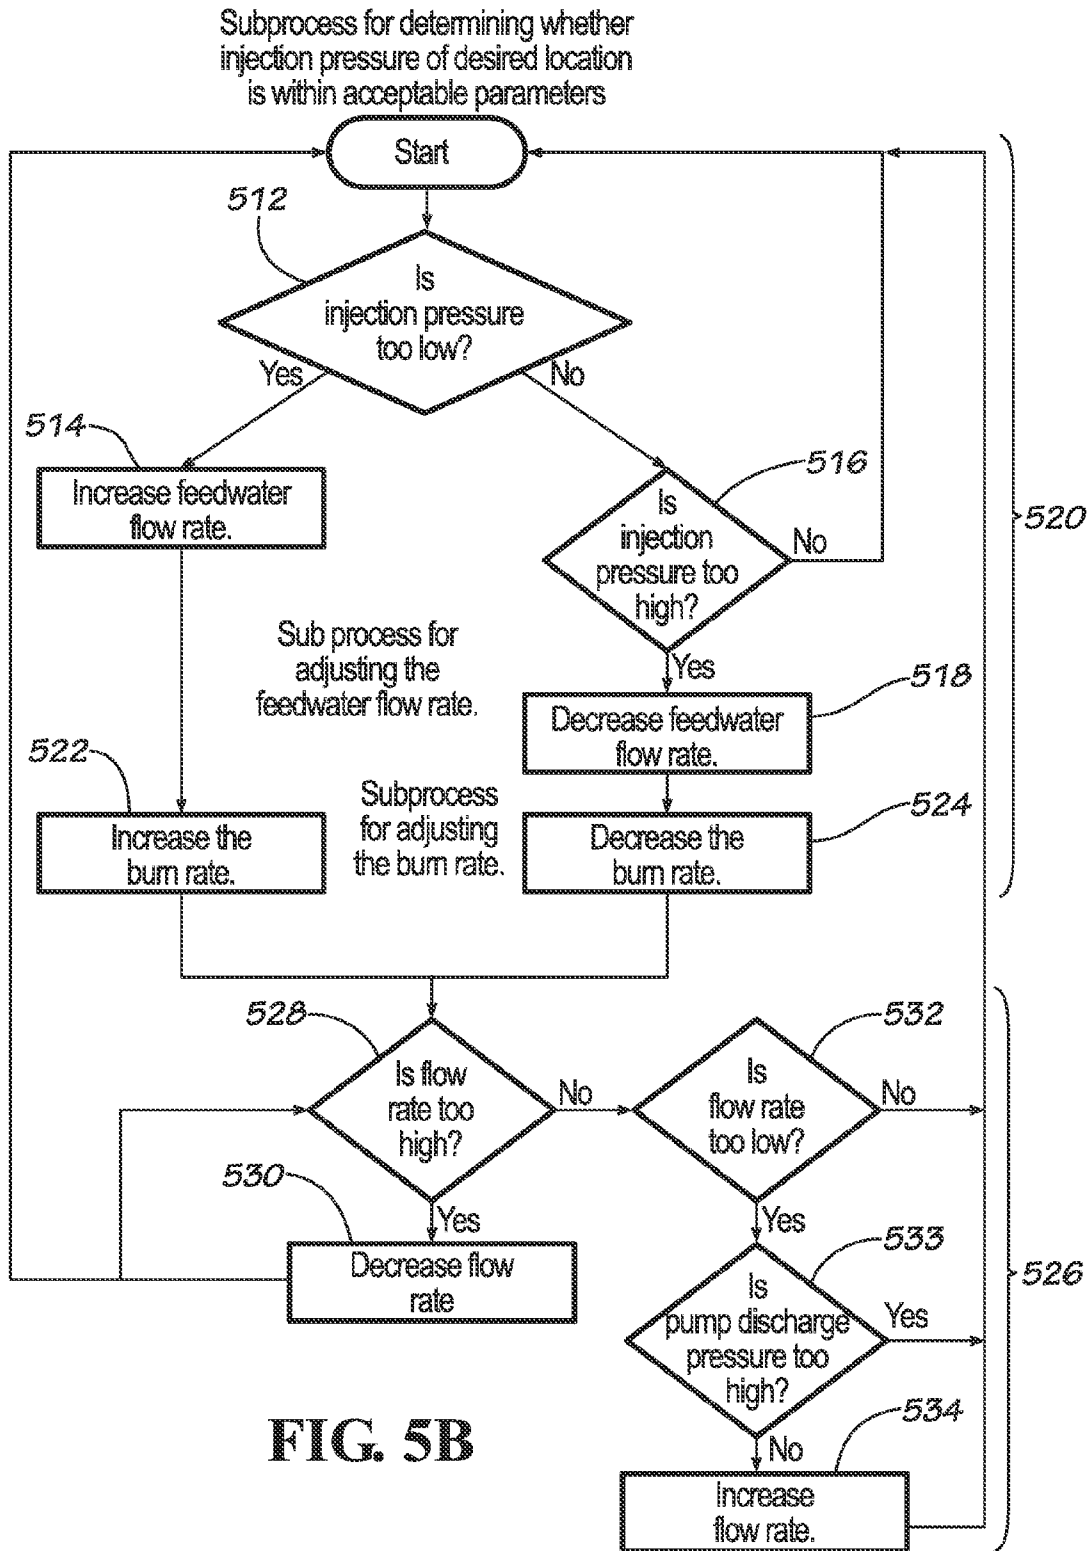 Subprocess for determining whether
injection pressure of desired location
is within acceptable parameters
Start
512
Is
injection pressure
too low?
Yes
No
514
Increase feedwater
flow rate.
516
Is
injection
pressure too
high?
No
520
Yes
Sub process for
adjusting the
feedwater flow rate.
518
Decrease feedwater
flow rate.
522
Increase the
burn rate.
Subprocess
for adjusting
the burn rate.
524
Decrease the
burn rate.
528
Is flow
rate too
high?
No
532
Is
flow rate
too low?
No
530
Yes
Decrease flow
rate
Yes
533
Is
pump discharge
pressure too
high?
Yes
526
No
534
Increase
flow rate.
FIG. 5B